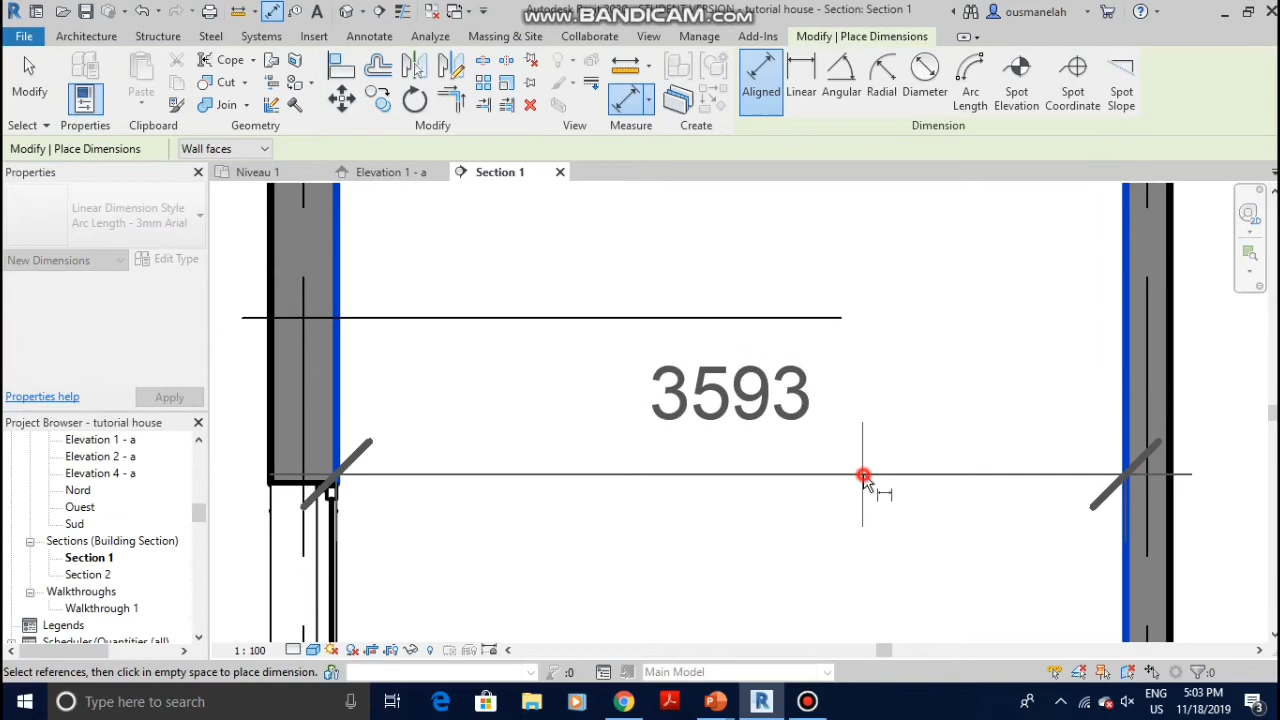 Autodesk Revit 2020 - STUDENT VERSION - tutorial house - Section: Section 1
www.BANDICAM.com
ousmanelah
File Architecture Structure Steel Systems Insert Annotate Analyze Massing & Site Collaborate View Manage Add-Ins Modify | Place Dimensions
Cope
Cut
Join
Modify
Paste
Aligned Linear Angular Radial Diameter Arc Length Spot Elevation Spot Coordinate Spot Slope
Select Properties Clipboard Geometry Modify View Measure Create Dimension
Modify | Place Dimensions Wall faces
Properties
Niveau 1 Elevation 1 - a Section 1
Linear Dimension Style
Arc Length - 3mm Arial
New Dimensions Edit Type
2D
3593
Properties help Apply
Project Browser - tutorial house
Elevation 1 - a
Elevation 2 - a
Elevation 4 - a
Nord
Ouest
Sud
Sections (Building Section)
Section 1
Section 2
Walkthroughs
Walkthrough 1
Legends
Schedules/Quantities (all)
1 : 100
Select references, then click in empty space to place dimension. :0 Main Model :0
Type here to search
ENG
US
5:03 PM
11/18/2019
3